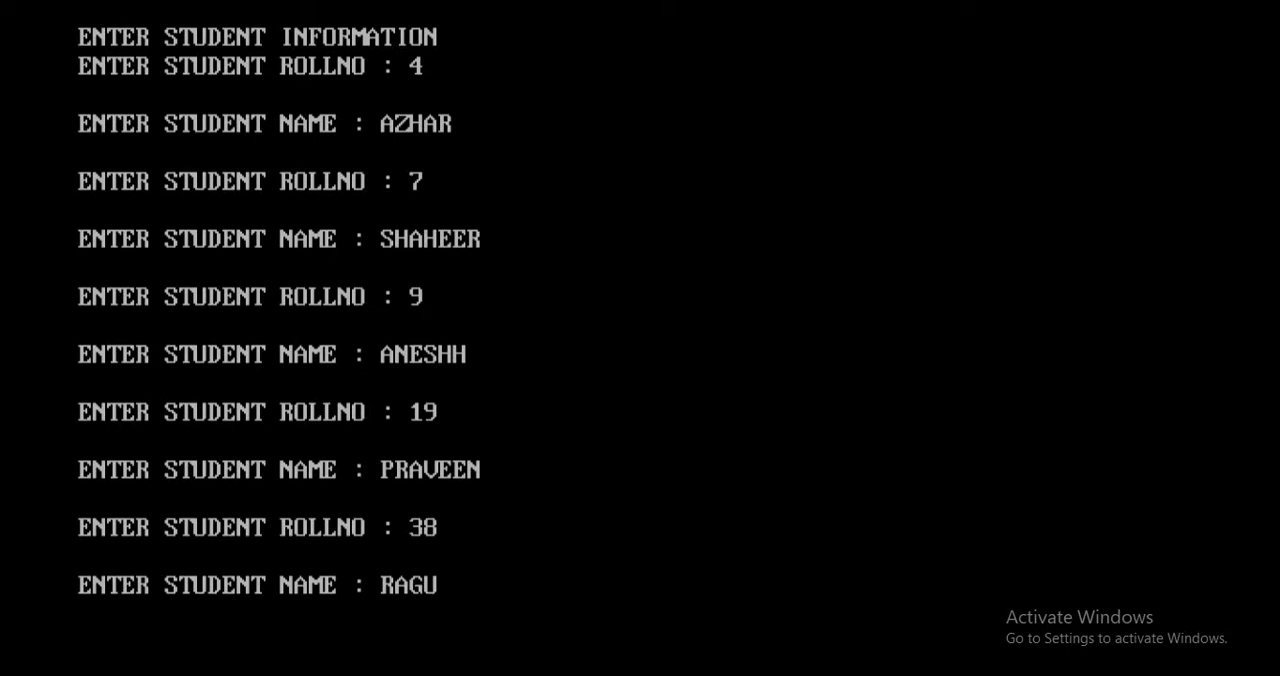 ENTER STUDENT INFORMATION
ENTER STUDENT ROLLNO : 4
ENTER STUDENT NAME : AZHAR
ENTER STUDENT ROLLNO : 7
ENTER STUDENT NAME : SHAHEER
ENTER STUDENT ROLLNO : 9
ENTER STUDENT NAME : ANESHH
ENTER STUDENT ROLLNO : 19
ENTER STUDENT NAME : PRAVEEN
ENTER STUDENT ROLLNO : 38
ENTER STUDENT NAME : RAGU
Activate Windows
Go to Settings to activate Windows.